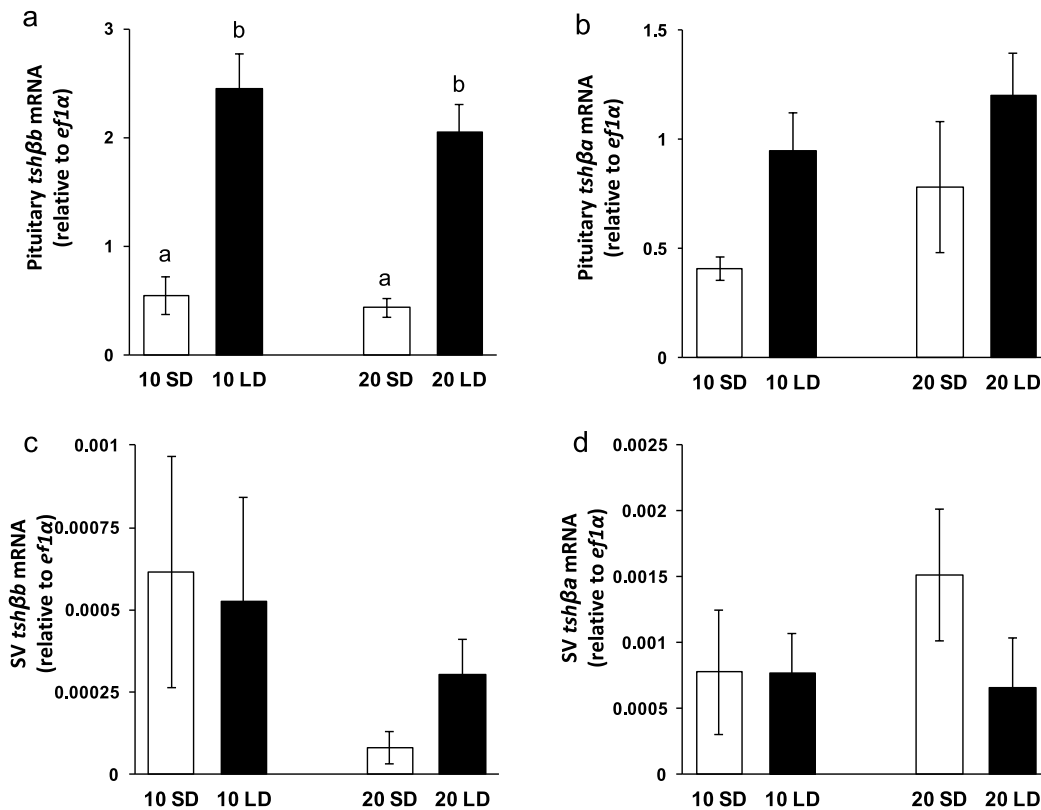 a
Pituitary tshβb mRNA
(relative to ef1α)
3
2
1
0
a
b
a
b
10 SD 10 LD 20 SD 20 LD
b
Pituitary tshβa mRNA
(relative to ef1α)
1.5
1
0.5
0
10 SD 10 LD 20 SD 20 LD
c
SV tshβb mRNA
(relative to ef1α)
0.001
0.00075
0.0005
0.00025
0
10 SD 10 LD 20 SD 20 LD
d
SV tshβa mRNA
(relative to ef1α)
0.0025
0.002
0.0015
0.001
0.0005
0
10 SD 10 LD 20 SD 20 LD